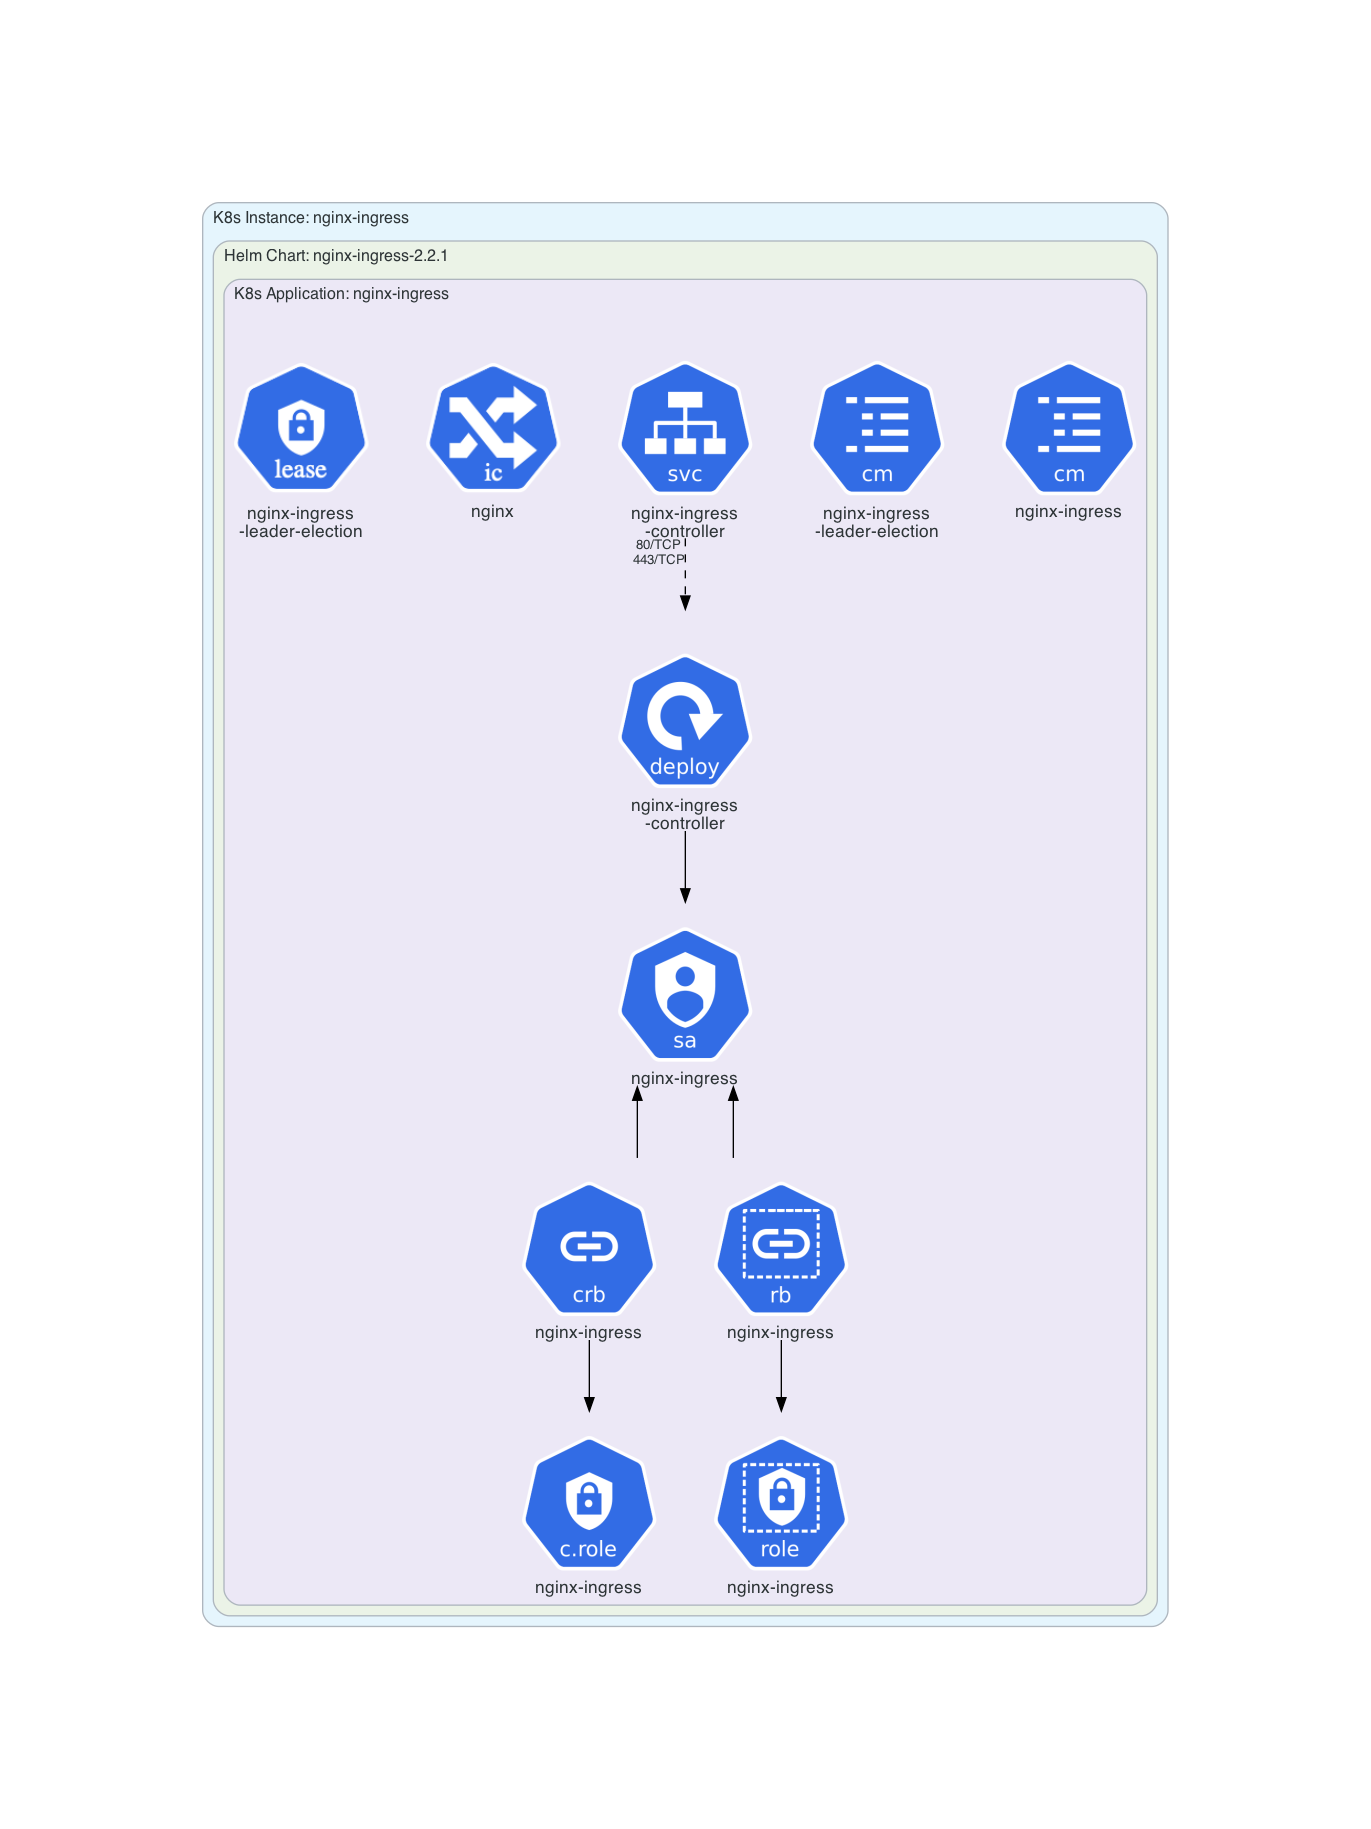 K8s Instance: nginx-ingress
Helm Chart: nginx-ingress-2.2.1
K8s Application: nginx-ingress
lease
nginx-ingress
-leader-election
ic
nginx
svc
nginx-ingress
-controller
cm
nginx-ingress
-leader-election
cm
nginx-ingress
80/TCP
443/TCP
deploy
nginx-ingress
-controller
sa
nginx-ingress
crb
nginx-ingress
rb
nginx-ingress
c.role
nginx-ingress
role
nginx-ingress